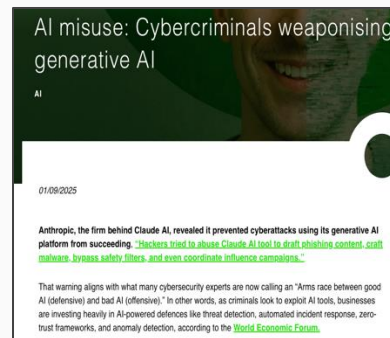 AI misuse: Cybercriminals weaponising
generative AI
AI
01/09/2025
Anthropic, the firm behind Claude AI, revealed it prevented cyberattacks using its generative AI
platform from succeeding. “Hackers tried to abuse Claude AI tool to draft phishing content, craft
malware, bypass safety filters, and even coordinate influence campaigns.”
That warning aligns with what many cybersecurity experts are now calling an “Arms race between good
AI (defensive) and bad AI (offensive).” In other words, as criminals look to exploit AI tools, businesses
are investing heavily in AI-powered defences like threat detection, automated incident response, zero-
trust frameworks, and anomaly detection, according to the World Economic Forum.